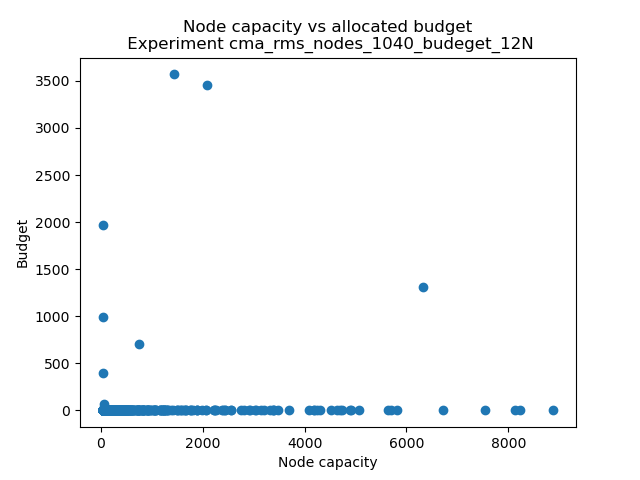 Node capacity vs allocated budget
Experiment cma_rms_nodes_1040_budeget_12N
3500
3000
2500
2000
1500
1000
500
0
Budget
0 2000 4000 6000 8000
Node capacity